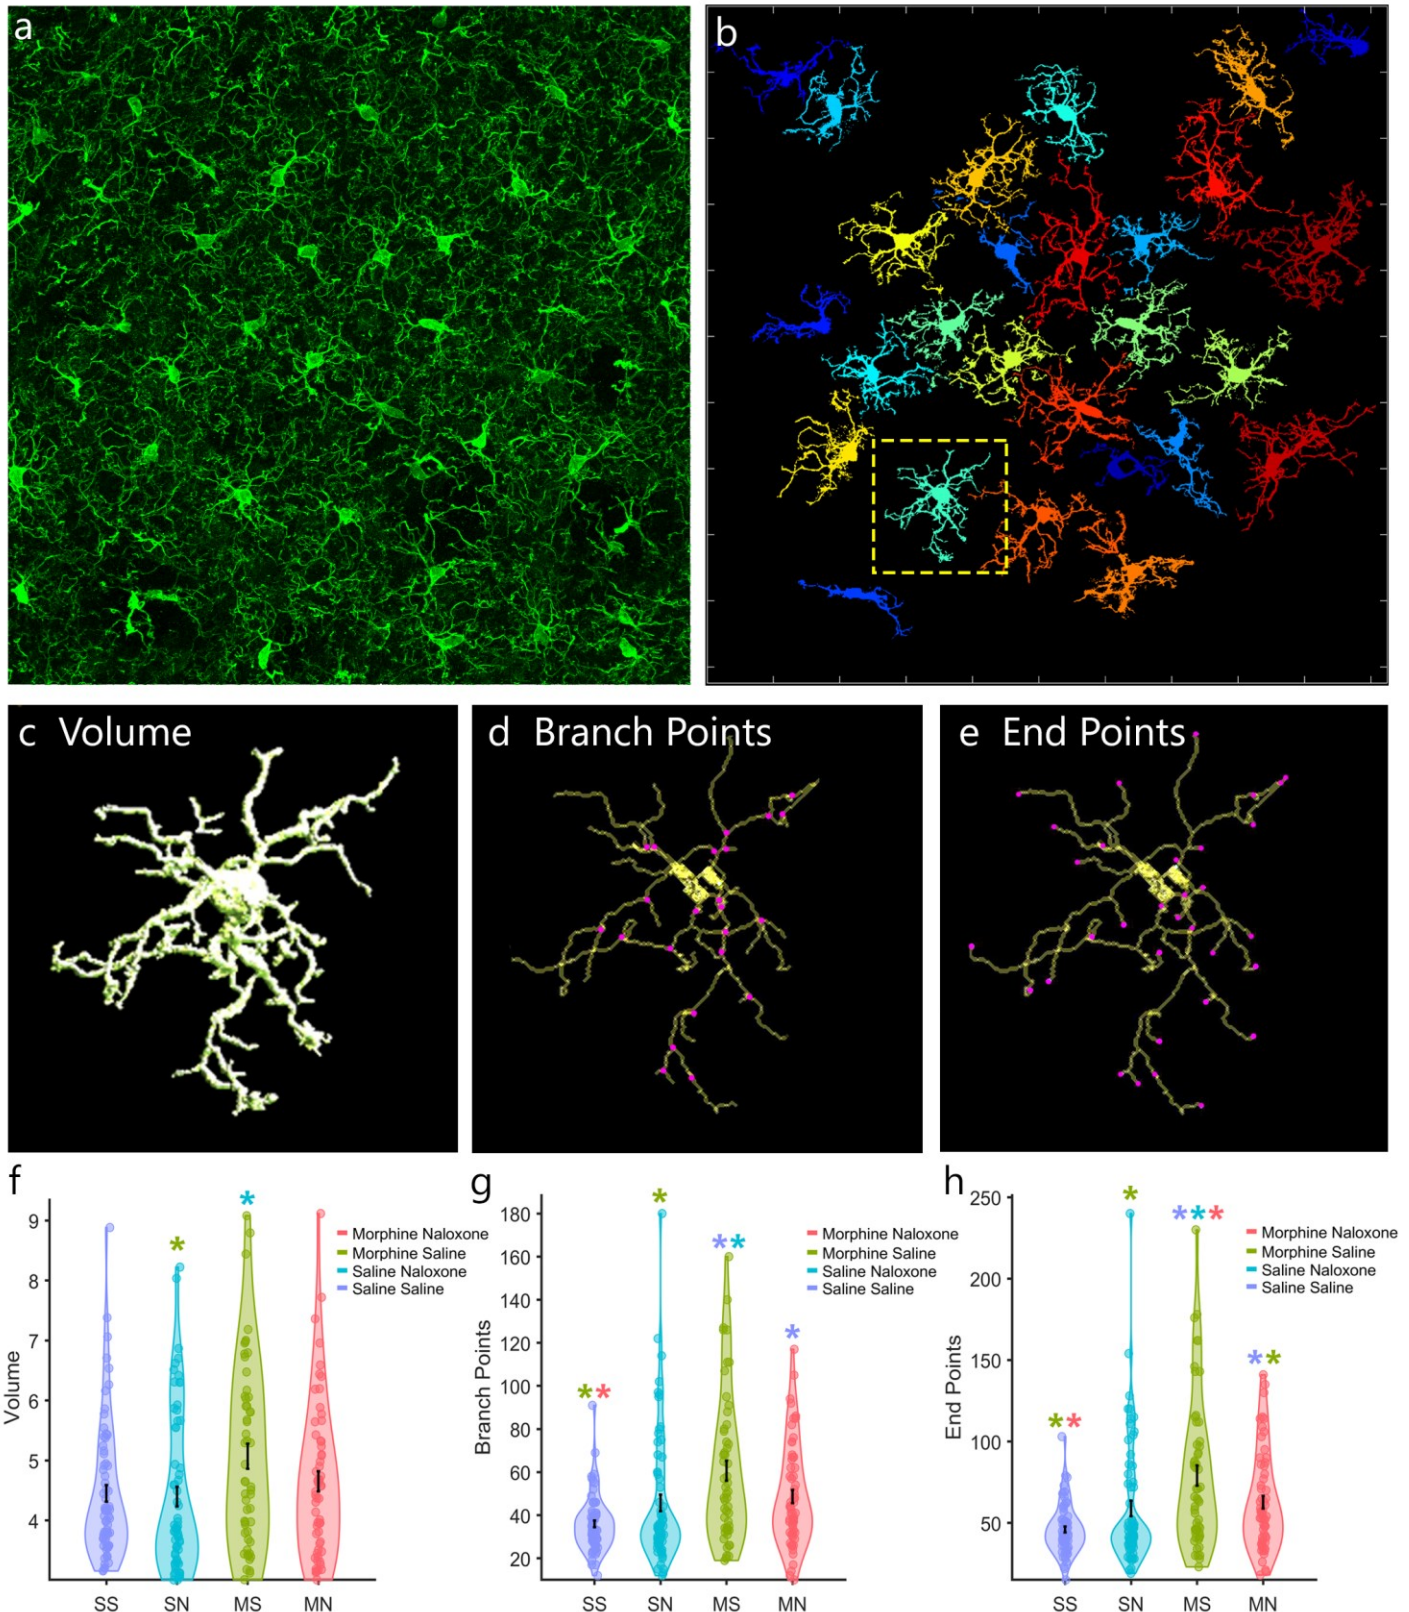 a
b
c Volume
d Branch Points
e End Points
f
9
8
7
6
5
4
Volume
*
*
Morphine Naloxone
Morphine Saline
Saline Naloxone
Saline Saline
SS SN MS MN
g
180
160
140
120
100
80
60
40
20
Branch Points
**
*
**
*
Morphine Naloxone
Morphine Saline
Saline Naloxone
Saline Saline
SS SN MS MN
h
250
200
150
100
50
End Points
**
*
***
**
Morphine Naloxone
Morphine Saline
Saline Naloxone
Saline Saline
SS SN MS MN